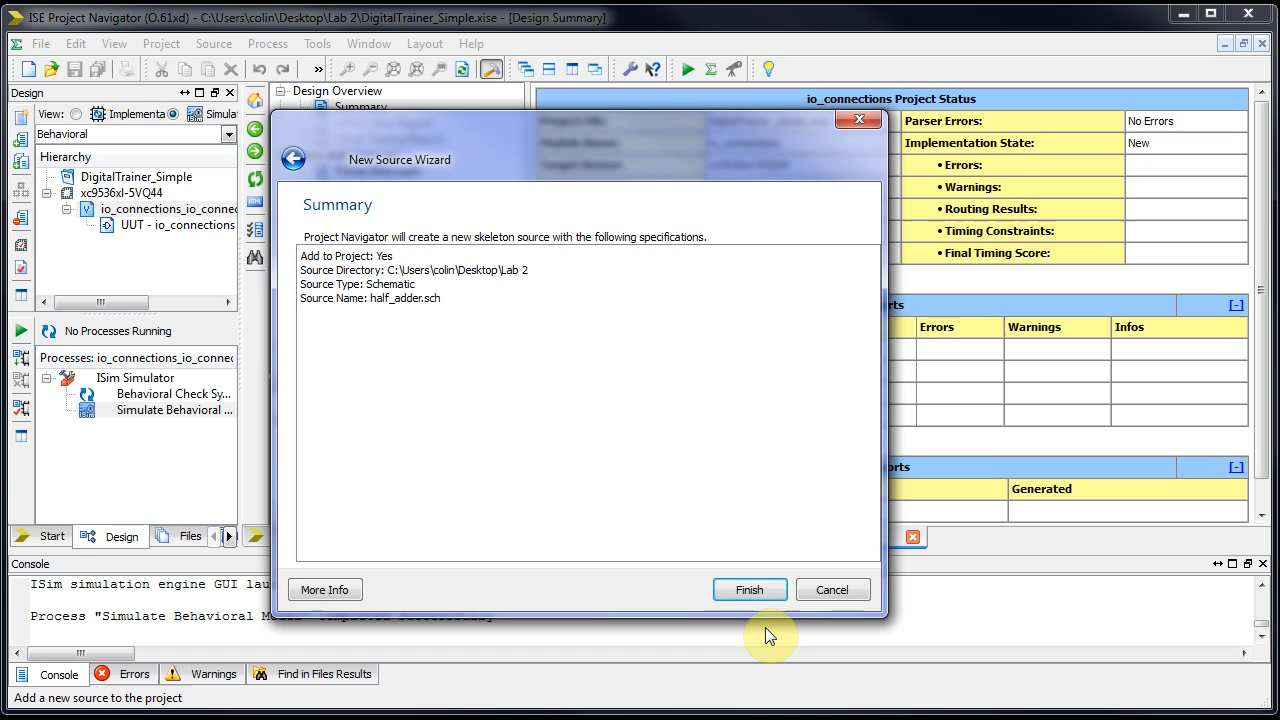 ISE Project Navigator (O.61xd) - C:\Users\colin\Desktop\Lab 2\DigitalTrainer_Simple.xise - [Design Summary]
File Edit View Project Source Process Tools Window Layout Help
»
Design
View: Implementa Simula
Behavioral
Hierarchy
DigitalTrainer_Simple
xc9536xl-5VQ44
io_connections_io_connec
UUT - io_connections
No Processes Running
Processes: io_connections_io_connec
ISim Simulator
Behavioral Check Sy...
Simulate Behavioral ...
Start Design Files
Design Overview
Summary
io_connections Project Status
Parser Errors: No Errors
Implementation State: New
• Errors:
• Warnings:
• Routing Results:
• Timing Constraints:
• Final Timing Score:
[-]
Errors Warnings Infos
[-]
Generated
New Source Wizard
Summary
Project Navigator will create a new skeleton source with the following specifications.
Add to Project: Yes
Source Directory: C:\Users\colin\Desktop\Lab 2
Source Type: Schematic
Source Name: half_adder.sch
More Info Finish Cancel
Console
ISim simulation engine GUI lau
Process "Simulate Behavioral
Console Errors Warnings Find in Files Results
Add a new source to the project